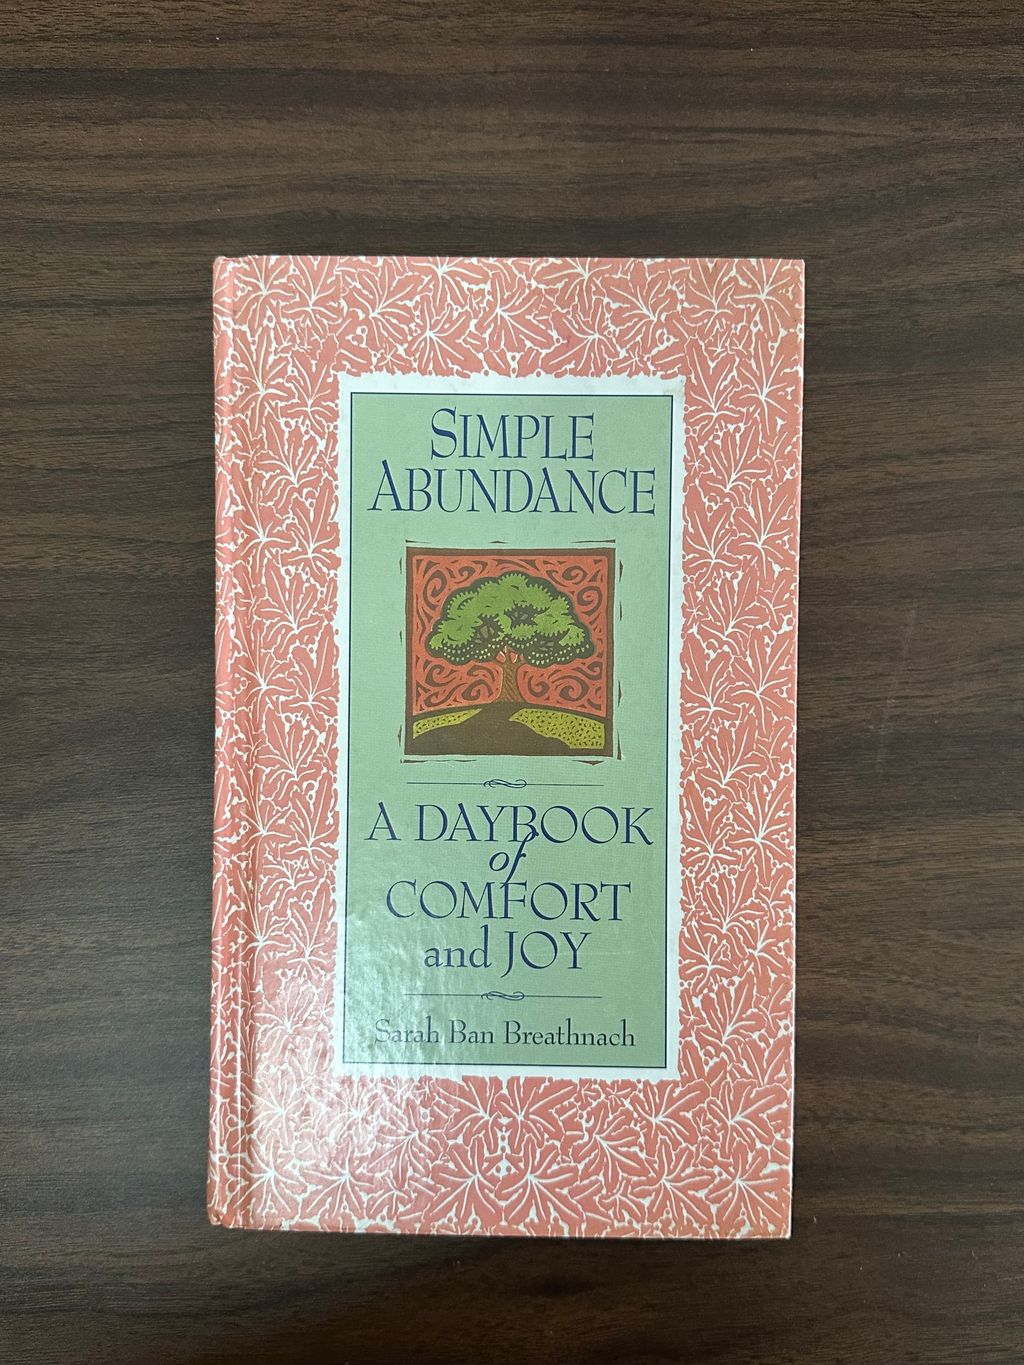 SIMPLE
ABUNDANCE
A DAYBOOK
of
COMFORT
and JOY
Sarah Ban Breathnach